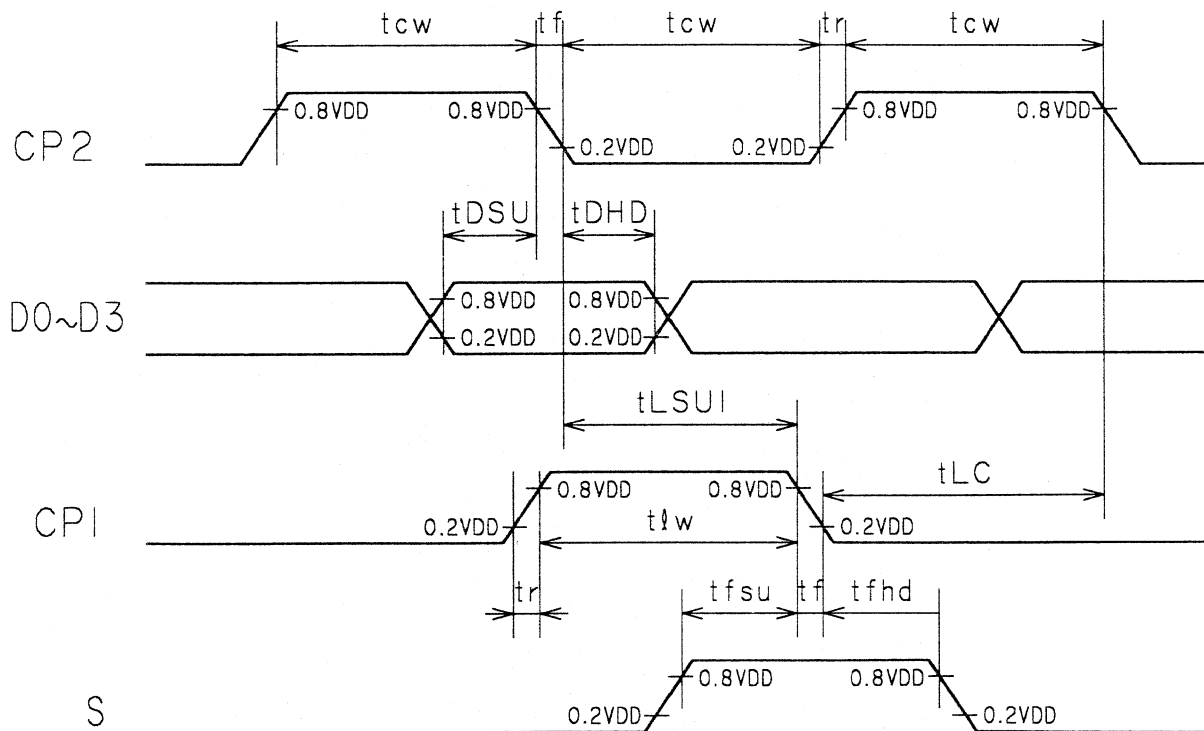 tcw tf tcw tr tcw
0.8VDD 0.8VDD 0.8VDD 0.8VDD
CP2
0.2VDD 0.2VDD
tDSU tDHD
0.8VDD 0.8VDD
D0~D3
0.2VDD 0.2VDD
tLSU1
tLC
0.8VDD 0.8VDD
CP1
0.2VDD tℓw 0.2VDD
tr tfsu tf tfhd
0.8VDD 0.8VDD
S
0.2VDD 0.2VDD